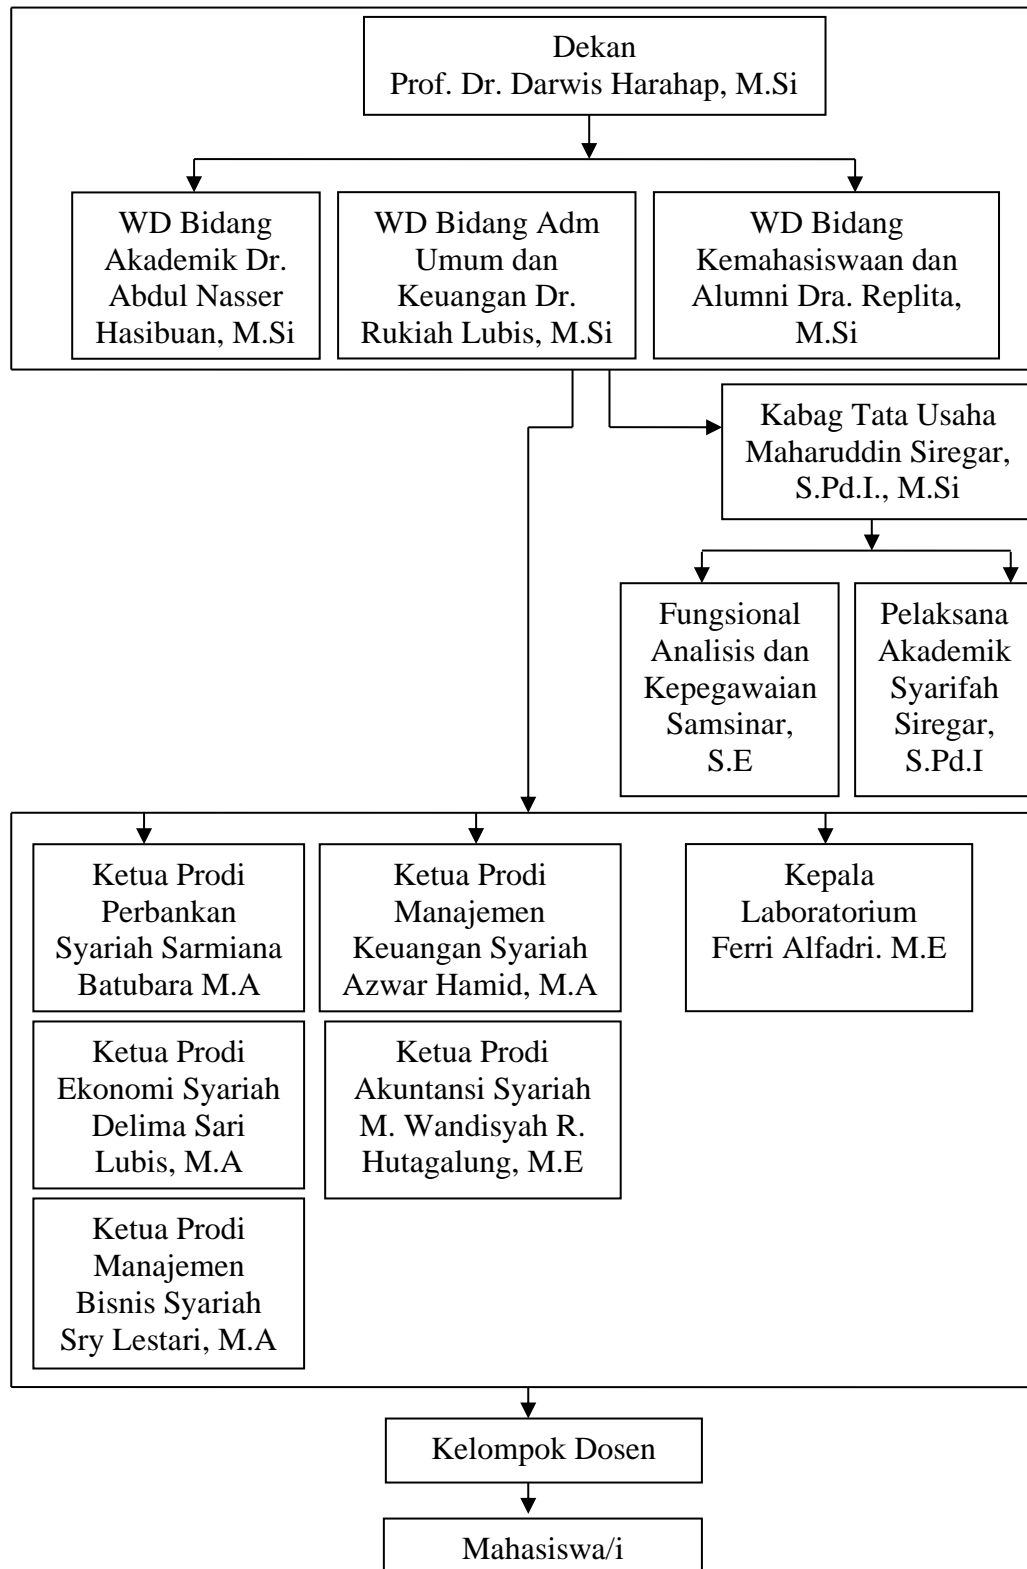 Dekan
Prof. Dr. Darwis Harahap, M.Si
WD Bidang
Akademik Dr.
Abdul Nasser
Hasibuan, M.Si
WD Bidang Adm
Umum dan
Keuangan Dr.
Rukiah Lubis, M.Si
WD Bidang
Kemahasiswaan dan
Alumni Dra. Replita,
M.Si
Kabag Tata Usaha
Maharuddin Siregar,
S.Pd.I., M.Si
Fungsional
Analisis dan
Kepegawaian
Samsinar,
S.E
Pelaksana
Akademik
Syarifah
Siregar,
S.Pd.I
Ketua Prodi
Perbankan
Syariah Sarmiana
Batubara M.A
Ketua Prodi
Manajemen
Keuangan Syariah
Azwar Hamid, M.A
Kepala
Laboratorium
Ferri Alfadri. M.E
Ketua Prodi
Ekonomi Syariah
Delima Sari
Lubis, M.A
Ketua Prodi
Akuntansi Syariah
M. Wandisyah R.
Hutagalung, M.E
Ketua Prodi
Manajemen
Bisnis Syariah
Sry Lestari, M.A
Kelompok Dosen
Mahasiswa/i